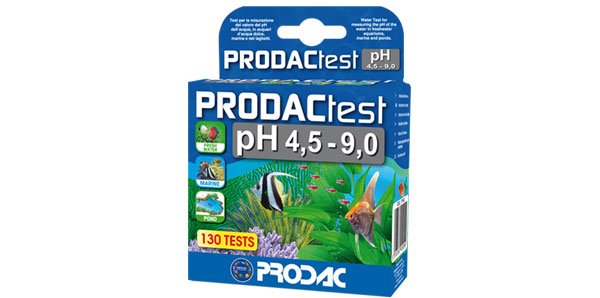 Test per la misurazione
del valore del pH
dell'acqua, in acquari
d'acqua dolce,
marina e nei laghetti.
Water Test for
measuring the pH of the
water in freshwater
aquariums,
marine and ponds.
PRODACtest
pH
4,5 - 9,0
PRODACtest
pH 4,5 - 9,0
FRESH
WATER
MARINE
POND
130 TESTS
PRODAC